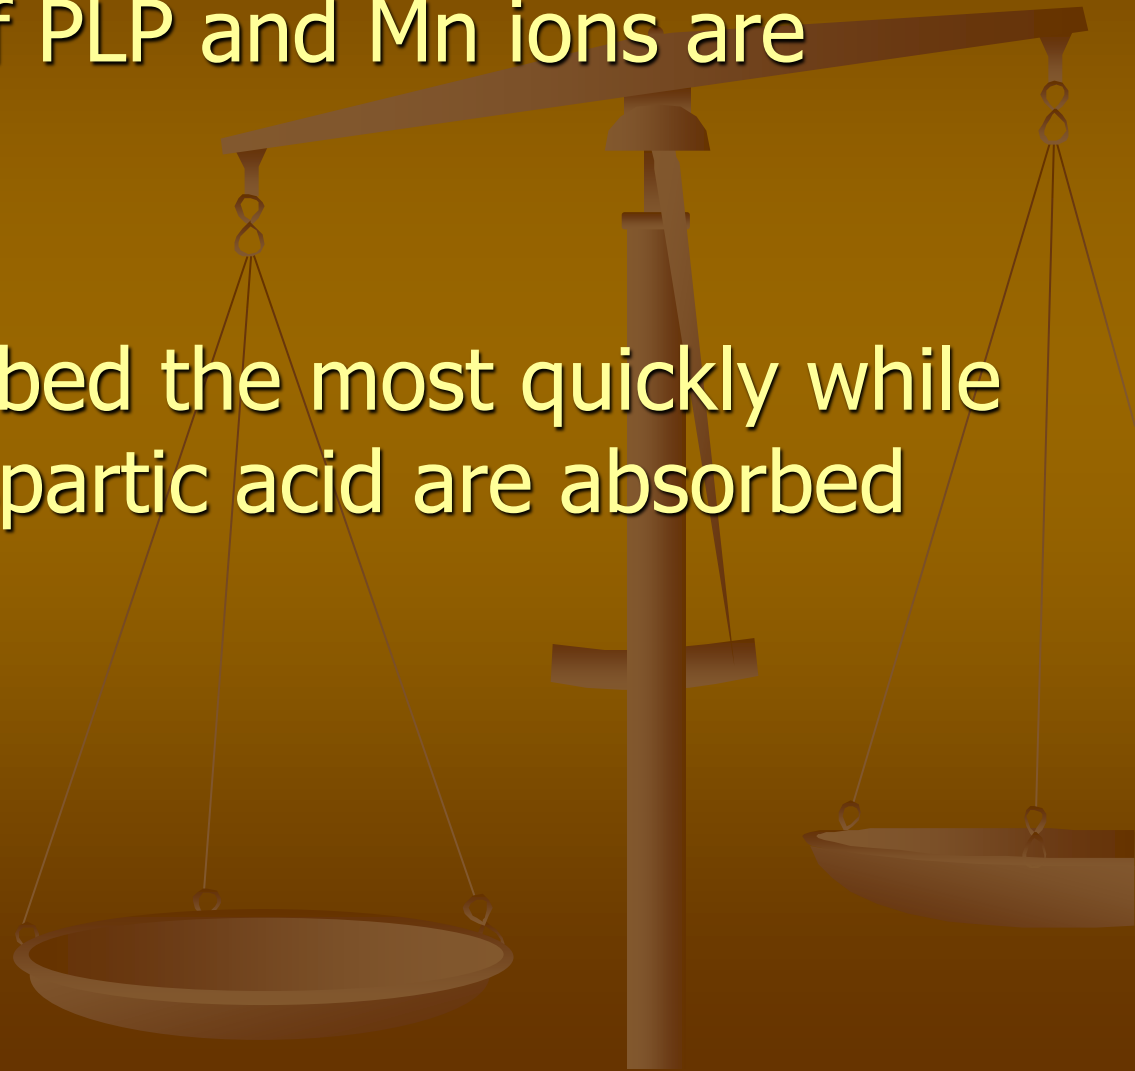 f PLP and Mn ions are
bed the most quickly while
partic acid are absorbed